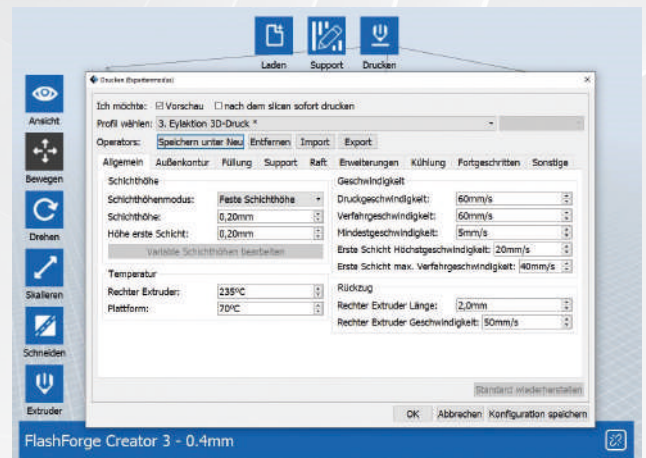 Laden Support Drucken
Drucken (Expertenmodus)
Ich möchte: Vorschau nach dem slicen sofort drucken
Profil wählen: 3. Eylaktion 3D-Druck *
Operators: Speichern unter Neu Entfernen Import Export
Allgemein Außenkontur Füllung Support Raft Erweiterungen Kühlung Fortgeschritten Sonstige
Schichthöhe
Schichthöhenmodus: Feste Schichthöhe
Schichthöhe: 0,20mm
Höhe erste Schicht: 0,20mm
Variable Schichthöhen bearbeiten
Temperatur
Rechter Extruder: 235°C
Plattform: 70°C
Geschwindigkeit
Druckgeschwindigkeit: 60mm/s
Verfahrgeschwindigkeit: 60mm/s
Mindestgeschwindigkeit: 5mm/s
Erste Schicht Höchstgeschwindigkeit: 20mm/s
Erste Schicht max. Verfahrgeschwindigkeit: 40mm/s
Rückzug
Rechter Extruder Länge: 2,0mm
Rechter Extruder Geschwindigkeit: 50mm/s
Standard wiederherstellen
OK Abbrechen Konfiguration speichern
Ansicht
Bewegen
Drehen
Skalieren
Schneiden
Extruder
FlashForge Creator 3 - 0.4mm